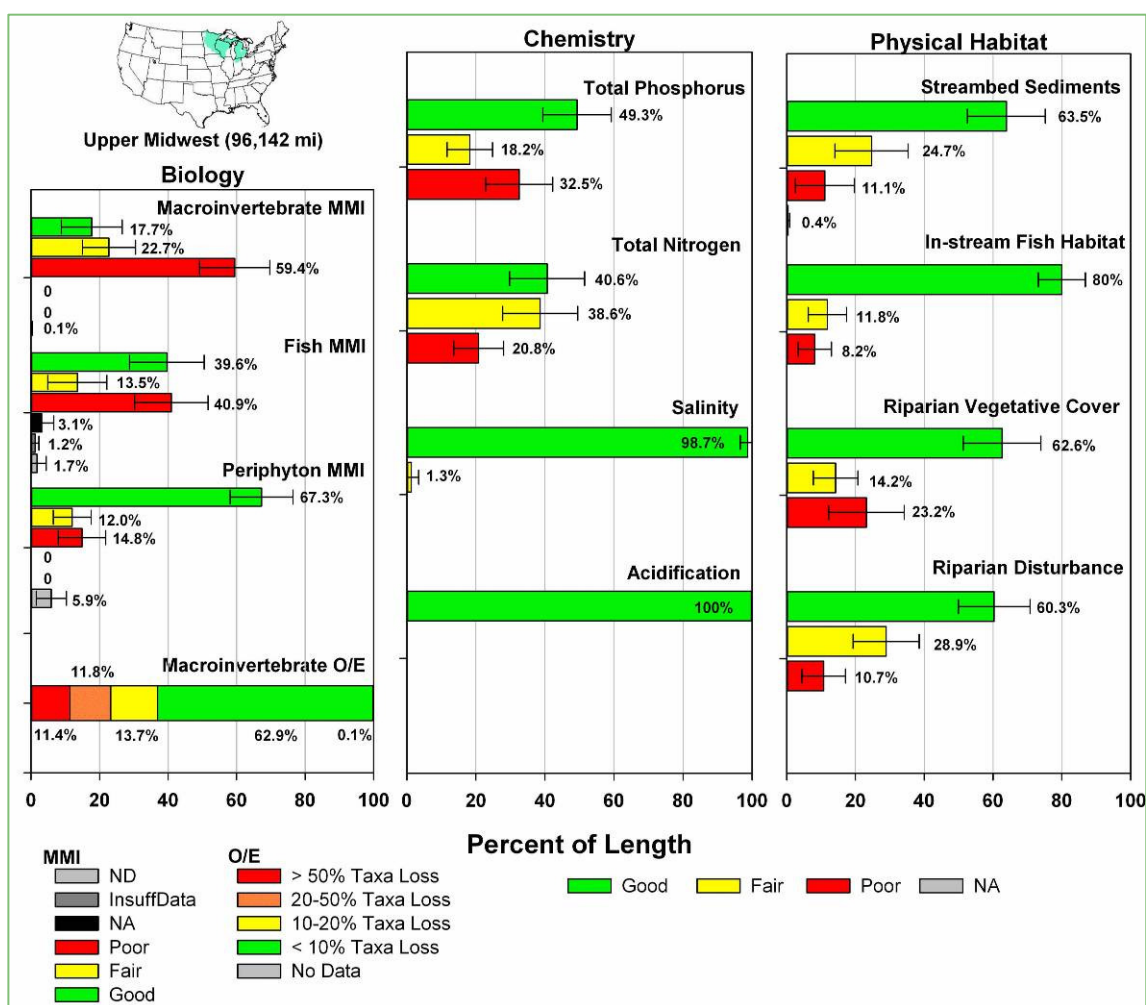 Upper Midwest (96,142 mi)
Biology
Macroinvertebrate MMI
17.7%
22.7%
59.4%
0
0
0.1%
Fish MMI
39.6%
13.5%
40.9%
3.1%
1.2%
1.7%
Periphyton MMI
67.3%
12.0%
14.8%
0
0
5.9%
Macroinvertebrate O/E
11.8%
11.4% 13.7% 62.9% 0.1%
0 20 40 60 80 100
Chemistry
Total Phosphorus
49.3%
18.2%
32.5%
Total Nitrogen
40.6%
38.6%
20.8%
Salinity
98.7%
1.3%
Acidification
100%
0 20 40 60 80 100
Physical Habitat
Streambed Sediments
63.5%
24.7%
11.1%
0.4%
In-stream Fish Habitat
80%
11.8%
8.2%
Riparian Vegetative Cover
62.6%
14.2%
23.2%
Riparian Disturbance
60.3%
28.9%
10.7%
0 20 40 60 80 100
Percent of Length
MMI
ND
InsuffData
NA
Poor
Fair
Good
O/E
> 50% Taxa Loss
20-50% Taxa Loss
10-20% Taxa Loss
< 10% Taxa Loss
No Data
Good Fair Poor NA